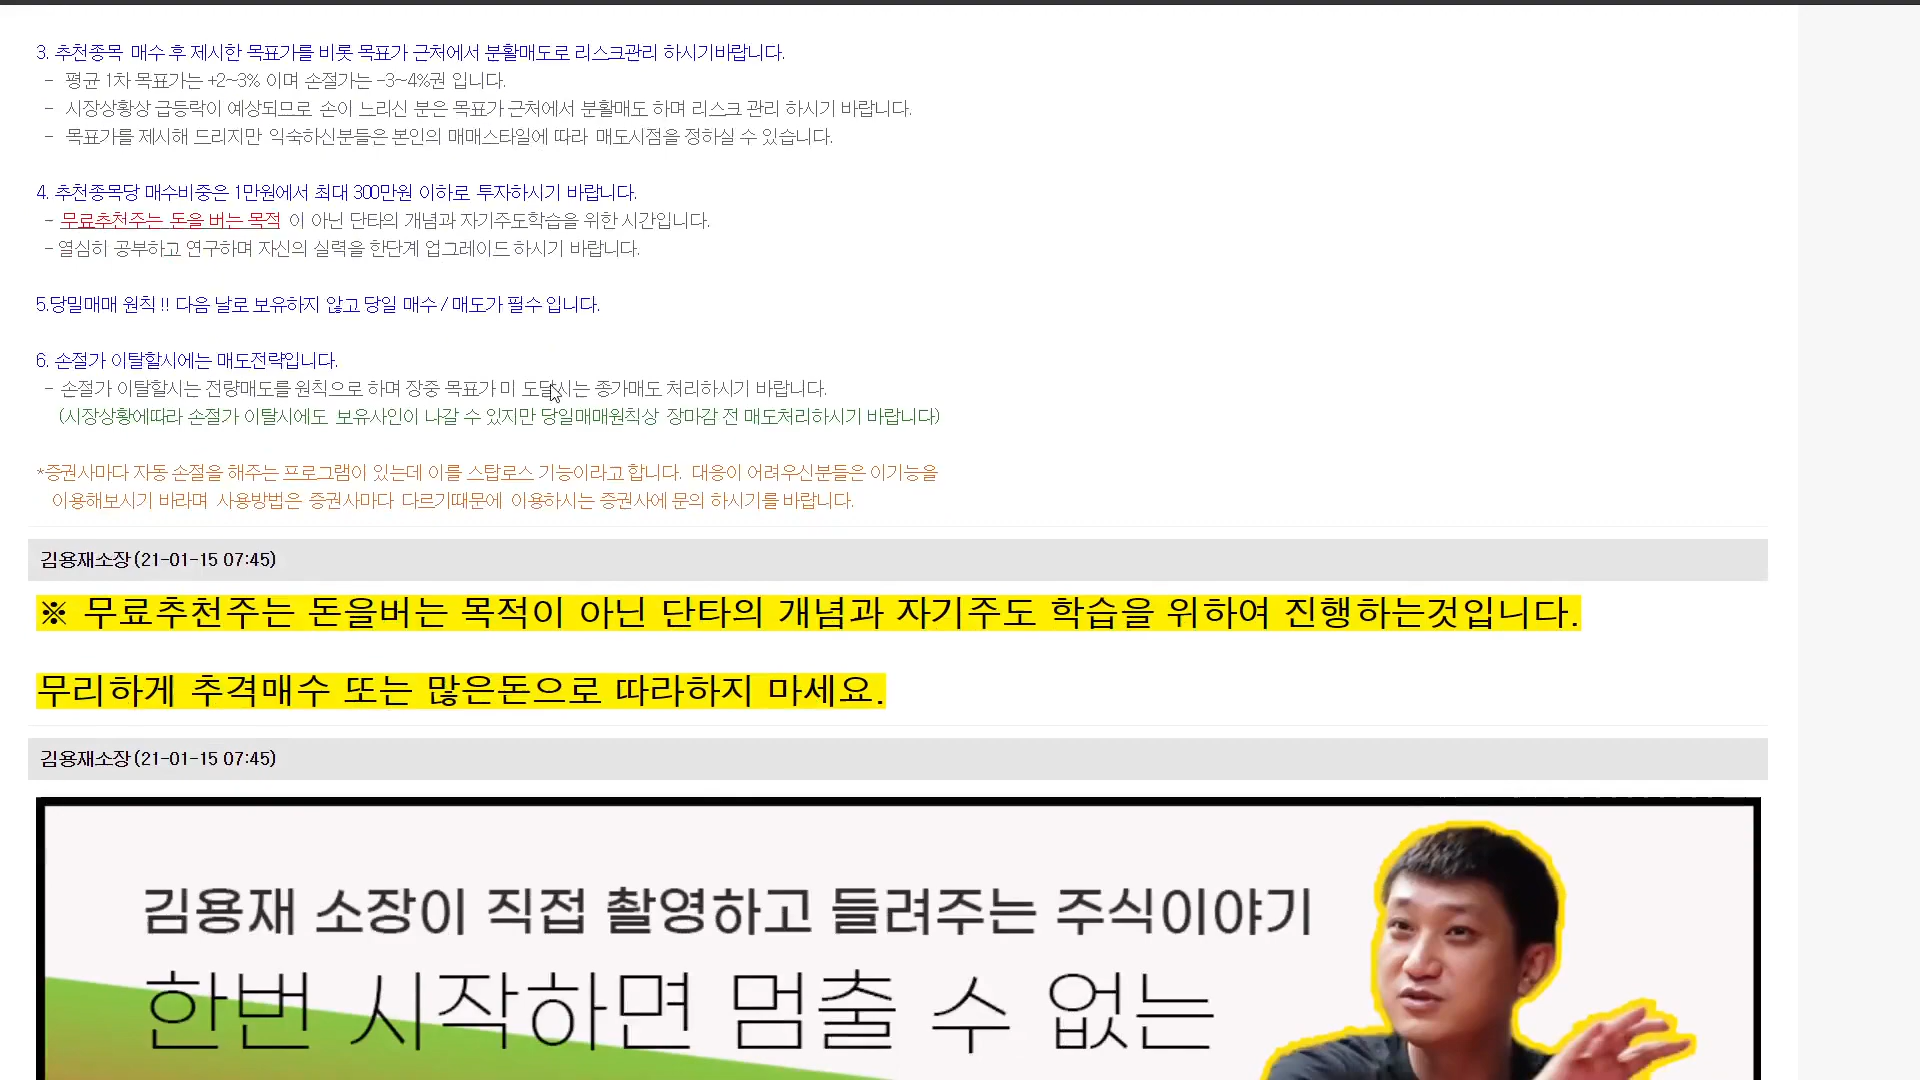 3. 추천종목 매수 후 제시한 목표가를 비롯 목표가 근처에서 분활매도로 리스크관리 하시기바랍니다.
- 평균 1차 목표가는 +2~3% 이며 손절가는 -3~4%권 입니다.
- 시장상황상 급등락이 예상되므로 손이 느리신 분은 목표가 근처에서 분활매도 하며 리스크 관리 하시기 바랍니다.
- 목표가를 제시해 드리지만 익숙하신분들은 본인의 매매스타일에 따라 매도시점을 정하실 수 있습니다.
4. 추천종목당 매수비중은 1만원에서 최대 300만원 이하로 투자하시기 바랍니다.
- 무료추천주는 돈을 버는 목적 이 아닌 단타의 개념과 자기주도학습을 위한 시간입니다.
- 열심히 공부하고 연구하며 자신의 실력을 한단계 업그레이드 하시기 바랍니다.
5.당일매매 원칙 !! 다음 날로 보유하지 않고 당일 매수 / 매도가 필수 입니다.
6. 손절가 이탈할시에는 매도전략입니다.
- 손절가 이탈할시는 전량매도를 원칙으로 하며 장중 목표가 미 도달시는 종가매도 처리하시기 바랍니다.
(시장상황에따라 손절가 이탈시에도 보유사인이 나갈 수 있지만 당일매매원칙상 장마감 전 매도처리하시기 바랍니다)
*증권사마다 자동 손절을 해주는 프로그램이 있는데 이를 스탑로스 기능이라고 합니다. 대응이 어려우신분들은 이기능을
이용해보시기 바라며 사용방법은 증권사마다 다르기때문에 이용하시는 증권사에 문의 하시기를 바랍니다.
김용재소장 (21-01-15 07:45)
※ 무료추천주는 돈을버는 목적이 아닌 단타의 개념과 자기주도 학습을 위하여 진행하는것입니다.
무리하게 추격매수 또는 많은돈으로 따라하지 마세요.
김용재소장 (21-01-15 07:45)
김용재 소장이 직접 촬영하고 들려주는 주식이야기
한번 시작하면 멈출 수 없는